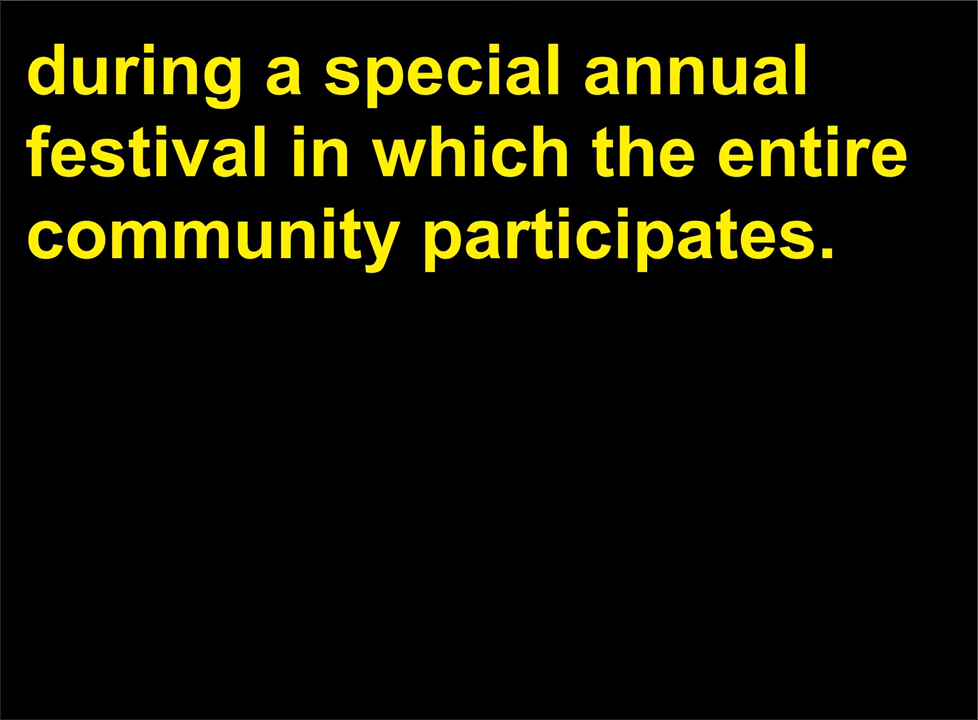 during a special annual
festival in which the entire
community participates.